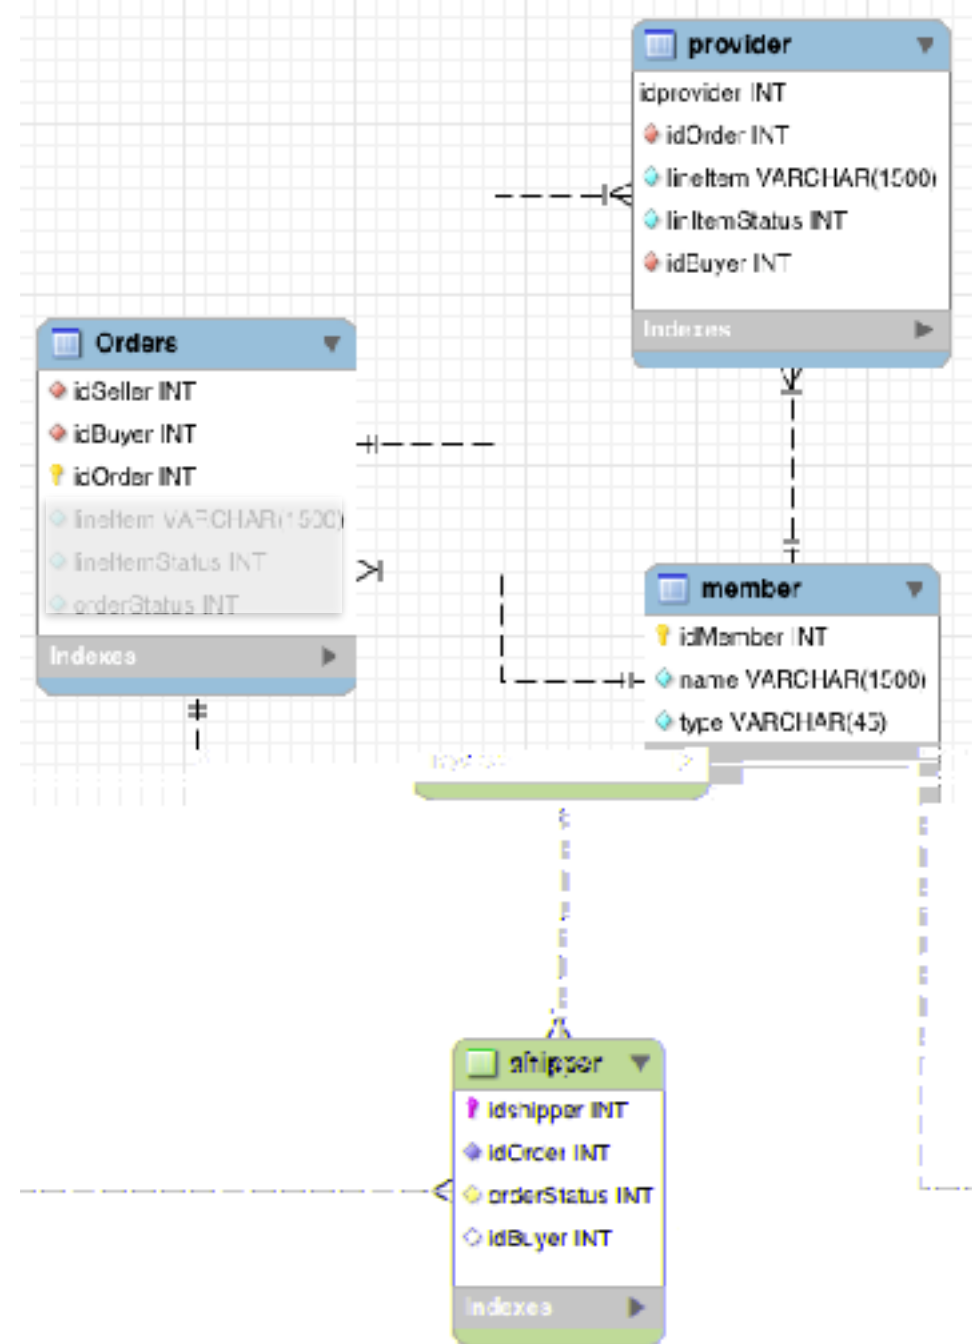 provider
idprovider INT
idOrder INT
lineItem VARCHAR(1500)
linItemStatus INT
idBuyer INT
Indexes
Orders
idSeller INT
idBuyer INT
idOrder INT
lineItem VARCHAR(1500)
lineItemStatus INT
orderStatus INT
Indexes
member
idMember INT
name VARCHAR(1500)
type VARCHAR(45)
shipper
idshipper INT
idOrder INT
orderStatus INT
idBuyer INT
Indexes